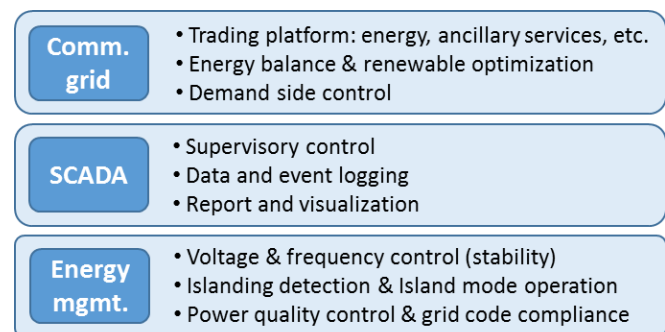 Comm.
grid
• Trading platform: energy, ancillary services, etc.
• Energy balance & renewable optimization
• Demand side control
SCADA
• Supervisory control
• Data and event logging
• Report and visualization
Energy
mgmt.
• Voltage & frequency control (stability)
• Islanding detection & Island mode operation
• Power quality control & grid code compliance